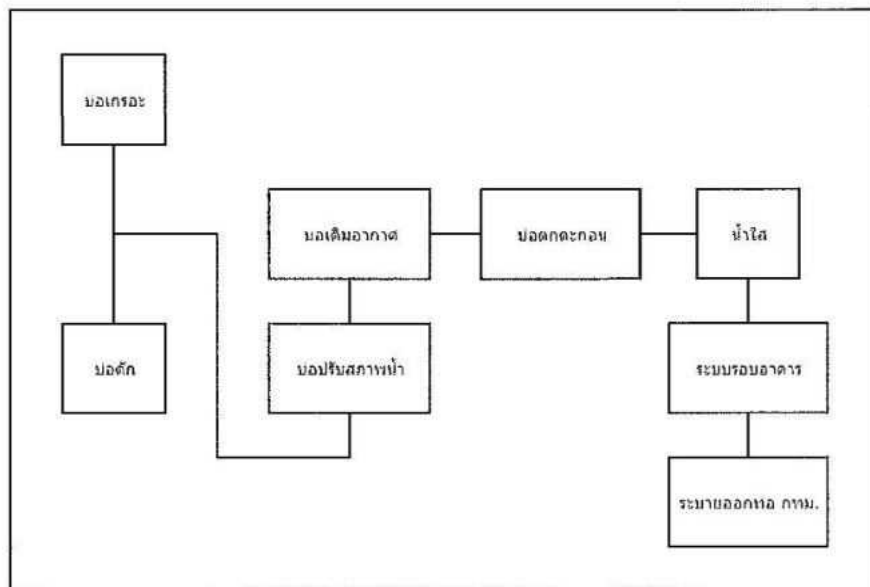 บ่อเกรอะ
บ่อดัก
บ่อปรับสภาพน้ำ
บ่อเติมอากาศ
บ่อตกตะกอน
น้ำใส
ระบบรอบอาคาร
ระบายออกท่อ กทม.